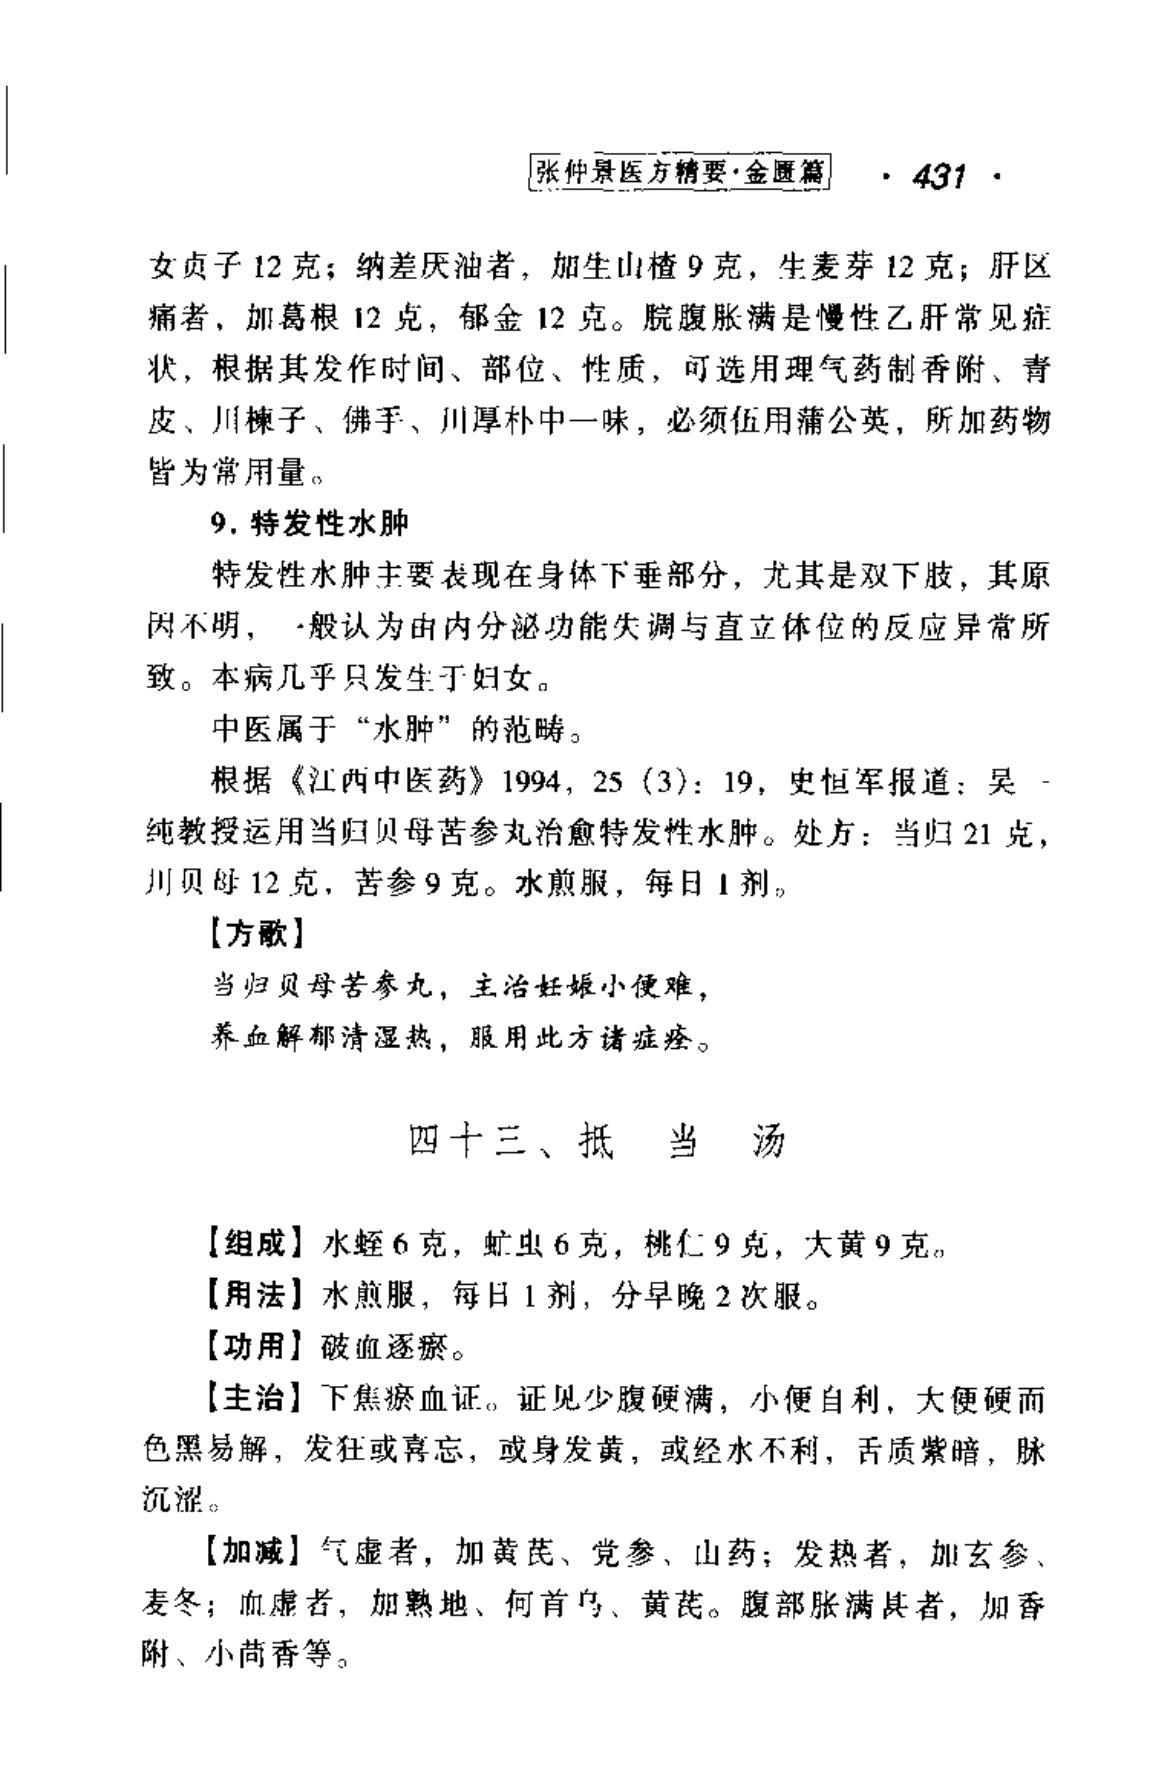 张仲景医方精要·金匮篇 · 431 ·
女贞子 12 克；纳差厌油者，加生山楂 9 克，生麦芽 12 克；肝区
痛者，加葛根 12 克，郁金 12 克。脘腹胀满是慢性乙肝常见症
状，根据其发作时间、部位、性质，可选用理气药制香附、青
皮、川楝子、佛手、川厚朴中一味，必须伍用蒲公英，所加药物
皆为常用量。
9. 特发性水肿
特发性水肿主要表现在身体下垂部分，尤其是双下肢，其原
因不明，一般认为由内分泌功能失调与直立体位的反应异常所
致。本病几乎只发生于妇女。
中医属于“水肿”的范畴。
根据《江西中医药》1994，25（3）：19，史恒军报道：吴一
纯教授运用当归贝母苦参丸治愈特发性水肿。处方：当归 21 克，
川贝母 12 克，苦参 9 克。水煎服，每日 1 剂。
【方歌】
当归贝母苦参丸，主治妊娠小便难，
养血解郁清湿热，服用此方诸症痊。
四十三、抵 当 汤
【组成】水蛭 6 克，虻虫 6 克，桃仁 9 克，大黄 9 克。
【用法】水煎服，每日 1 剂，分早晚 2 次服。
【功用】破血逐瘀。
【主治】下焦瘀血证。证见少腹硬满，小便自利，大便硬而
色黑易解，发狂或喜忘，或身发黄，或经水不利，舌质紫暗，脉
沉涩。
【加减】气虚者，加黄芪、党参、山药；发热者，加玄参、
麦冬；血虚者，加熟地、何首乌、黄芪。腹部胀满甚者，加香
附、小茴香等。